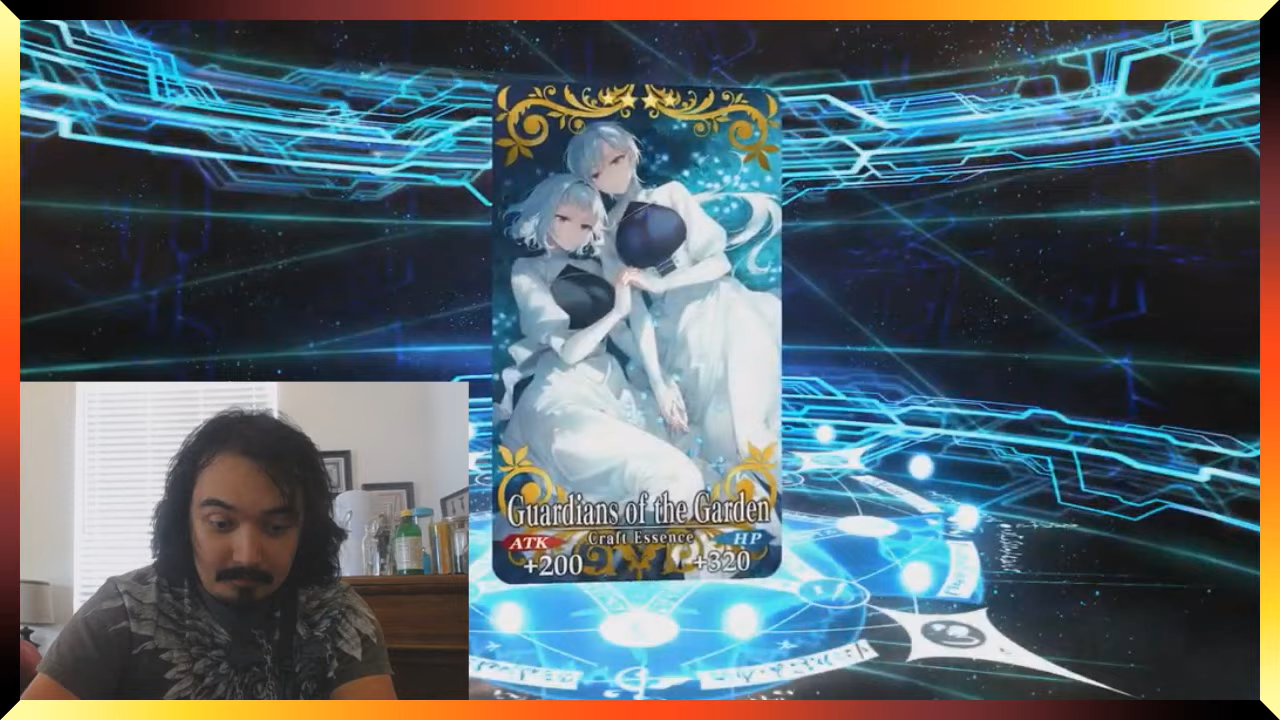 Guardians of the Garden
Craft Essence
ATK HP
+200 +320